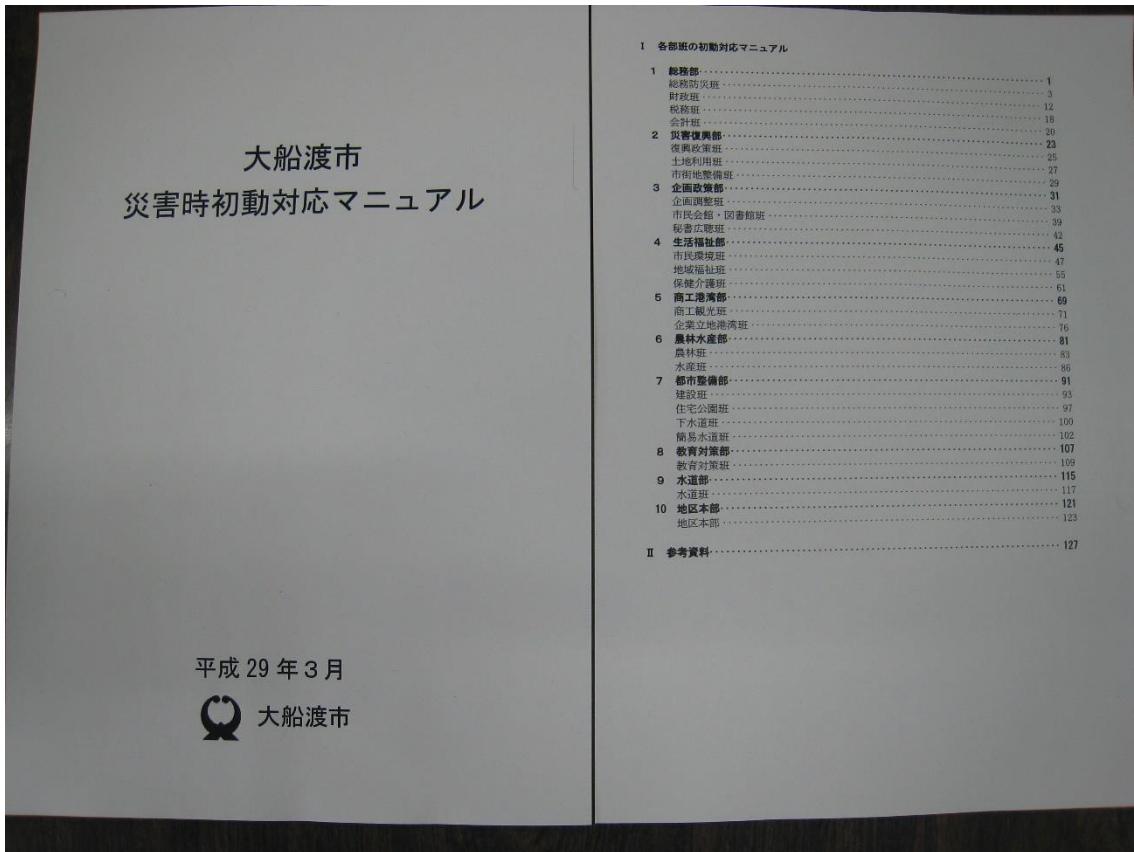 大船渡市
災害時初動対応マニュアル
平成29年3月
大船渡市
Ⅰ 各部班の初動対応マニュアル
1 総務部 1
総務防災班 3
財政班 12
税務班 18
会計班 20
2 災害復興部 23
復興政策班 25
土地利用班 27
市街地整備班 29
3 企画政策部 31
企画調整班 33
市民会館・図書館班 39
秘書広聴班 42
4 生活福祉部 45
市民環境班 47
地域福祉班 55
保健介護班 61
5 商工港湾部 69
商工観光班 71
企業立地港湾班 76
6 農林水産部 81
農林班 83
水産班 86
7 都市整備部 91
建設班 93
住宅公園班 97
下水道班 100
簡易水道班 102
8 教育対策部 107
教育対策班 109
9 水道部 115
水道班 117
10 地区本部 121
地区本部 123
Ⅱ 参考資料 127